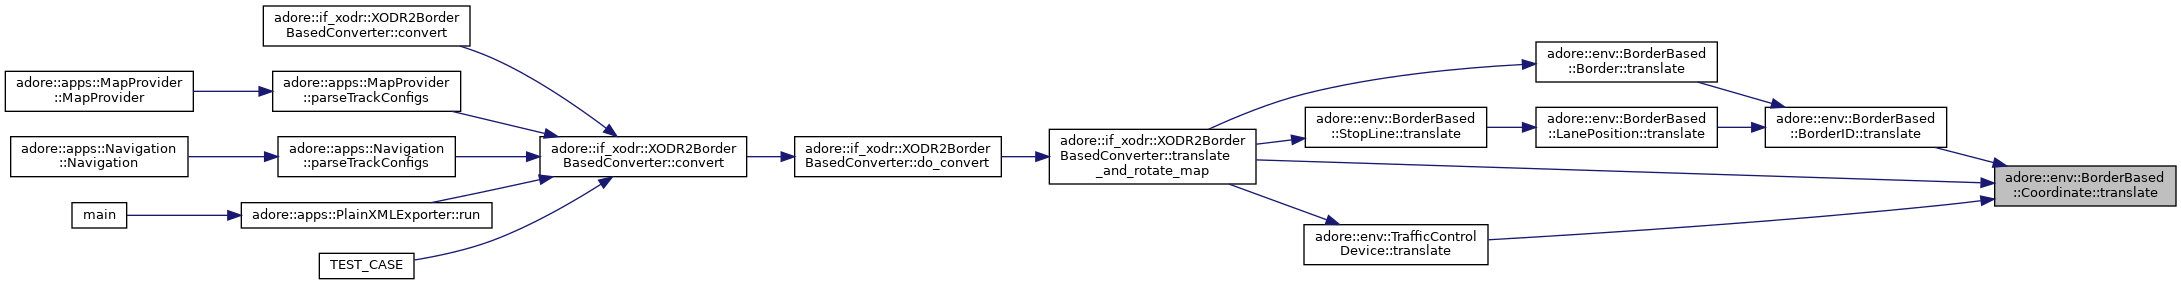 adore::if_xodr::XODR2Border
BasedConverter::convert
adore::apps::MapProvider
::MapProvider
adore::apps::MapProvider
::parseTrackConfigs
adore::apps::Navigation
::Navigation
adore::apps::Navigation
::parseTrackConfigs
main
adore::apps::PlainXMLExporter::run
TEST_CASE
adore::if_xodr::XODR2Border
BasedConverter::convert
adore::if_xodr::XODR2Border
BasedConverter::do_convert
adore::if_xodr::XODR2Border
BasedConverter::translate
_and_rotate_map
adore::env::BorderBased
::Border::translate
adore::env::BorderBased
::StopLine::translate
adore::env::BorderBased
::LanePosition::translate
adore::env::BorderBased
::BorderID::translate
adore::env::TrafficControl
Device::translate
adore::env::BorderBased
::Coordinate::translate